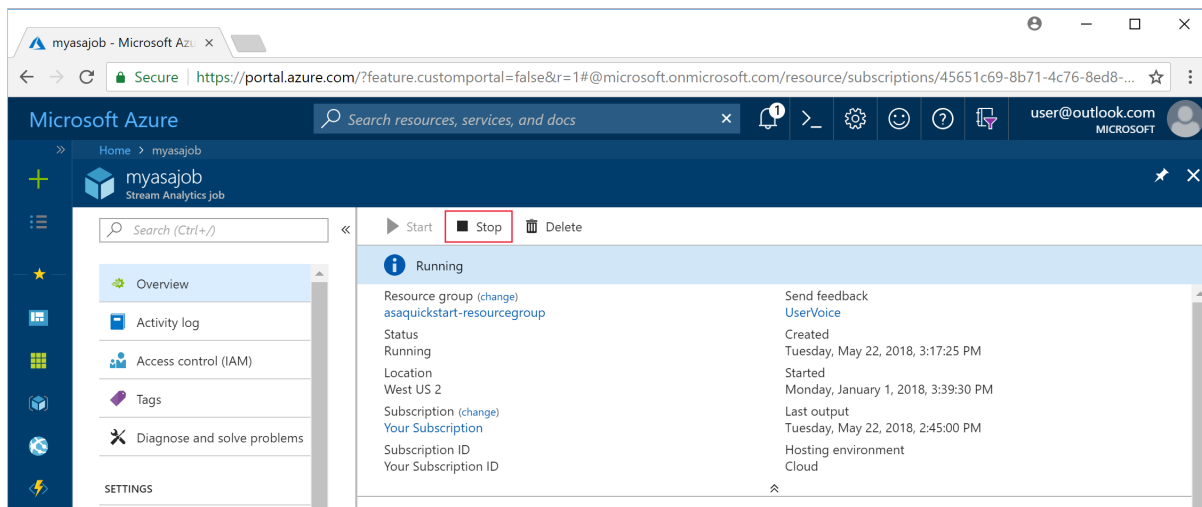 myasajob - Microsoft Azu
Secure
https://portal.azure.com/?feature.customportal=false&r=1#@microsoft.onmicrosoft.com/resource/subscriptions/45651c69-8b71-4c76-8ed8-...
Microsoft Azure
Search resources, services, and docs
1
user@outlook.com
MICROSOFT
Home > myasajob
myasajob
Stream Analytics job
Search (Ctrl+/)
Start
Stop
Delete
Running
Overview
Activity log
Access control (IAM)
Tags
Diagnose and solve problems
SETTINGS
Resource group (change)
asaquickstart-resourcegroup
Status
Running
Location
West US 2
Subscription (change)
Your Subscription
Subscription ID
Your Subscription ID
Send feedback
UserVoice
Created
Tuesday, May 22, 2018, 3:17:25 PM
Started
Monday, January 1, 2018, 3:39:30 PM
Last output
Tuesday, May 22, 2018, 2:45:00 PM
Hosting environment
Cloud